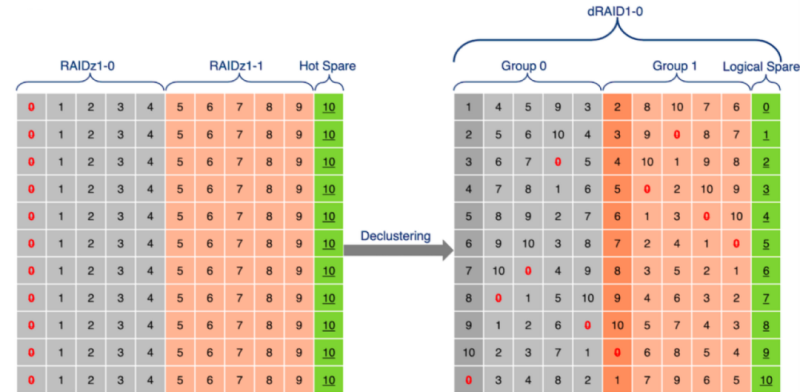 dRAID1-0
RAIDz1-0 RAIDz1-1 Hot Spare Group 0 Group 1 Logical Spare
0 1 2 3 4 5 6 7 8 9 10 1 4 5 9 3 2 8 10 7 6 0
0 1 2 3 4 5 6 7 8 9 10 2 5 6 10 4 3 9 0 8 7 1
0 1 2 3 4 5 6 7 8 9 10 3 6 7 0 5 4 10 1 9 8 2
0 1 2 3 4 5 6 7 8 9 10 4 7 8 1 6 5 0 2 10 9 3
0 1 2 3 4 5 6 7 8 9 10 5 8 9 2 7 6 1 3 0 10 4
0 1 2 3 4 5 6 7 8 9 10 Declustering 6 9 10 3 8 7 2 4 1 0 5
0 1 2 3 4 5 6 7 8 9 10 7 10 0 4 9 8 3 5 2 1 6
0 1 2 3 4 5 6 7 8 9 10 8 0 1 5 10 9 4 6 3 2 7
0 1 2 3 4 5 6 7 8 9 10 9 1 2 6 0 10 5 7 4 3 8
0 1 2 3 4 5 6 7 8 9 10 10 2 3 7 1 0 6 8 5 4 9
0 1 2 3 4 5 6 7 8 9 10 0 3 4 8 2 1 7 9 6 5 10